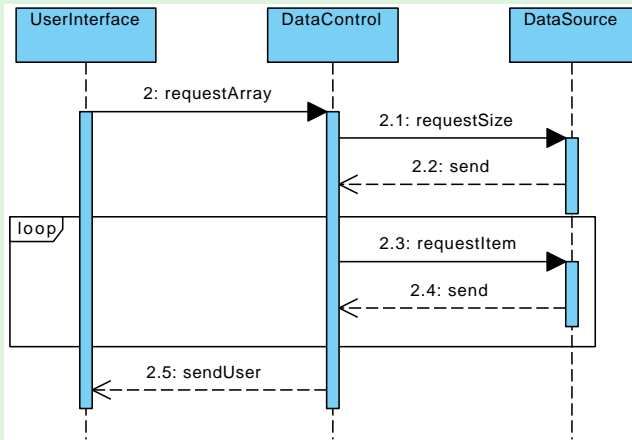 UserInterface
DataControl
DataSource
2: requestArray
2.1: requestSize
2.2: send
loop
2.3: requestItem
2.4: send
2.5: sendUser